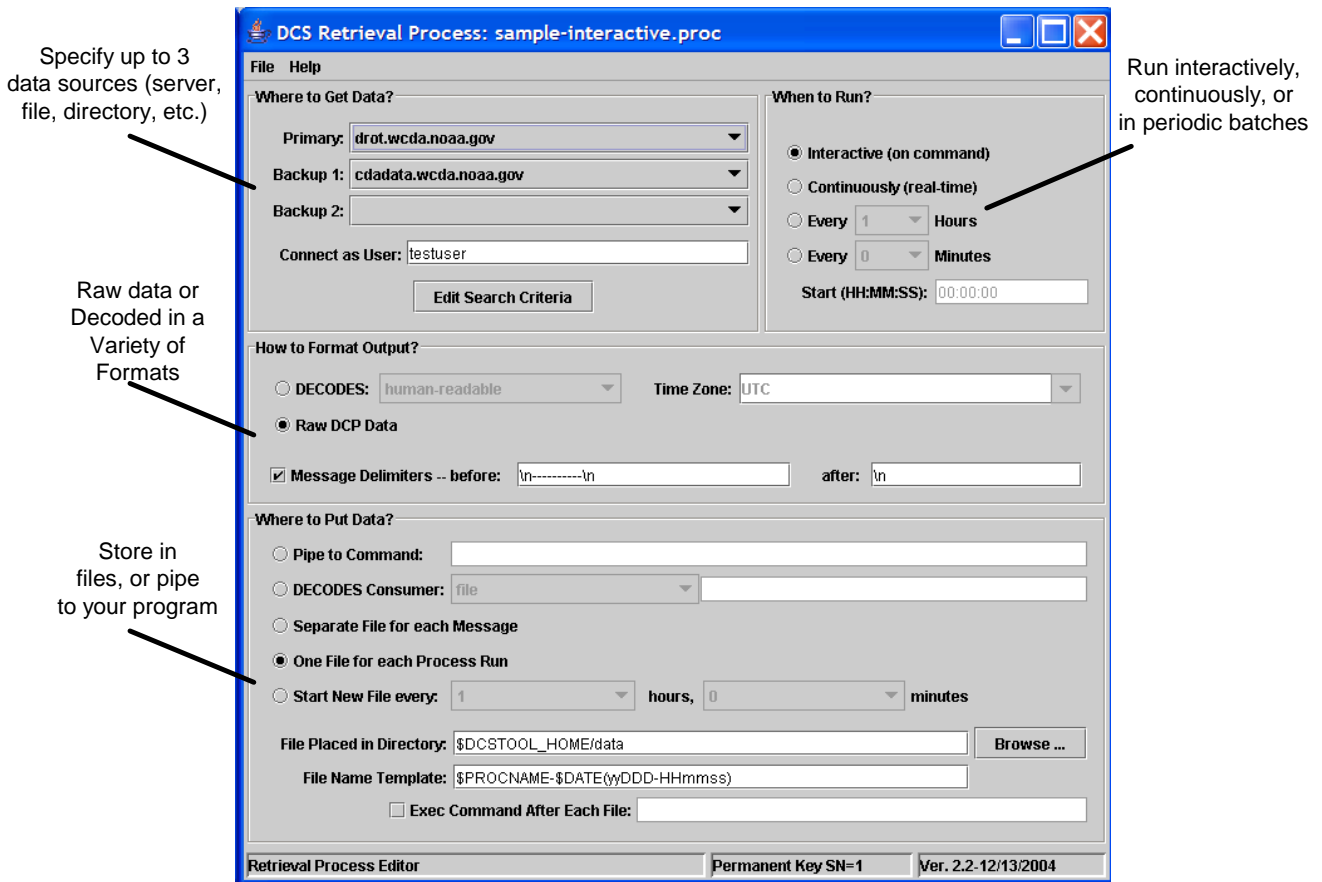 DCS Retrieval Process: sample-interactive.proc
File Help
Specify up to 3
data sources (server,
file, directory, etc.)
Where to Get Data?
Primary: drot.wcda.noaa.gov
Backup 1: cdadata.wcda.noaa.gov
Backup 2:
Connect as User: testuser
Edit Search Criteria
When to Run?
Interactive (on command)
Continuously (real-time)
Every 1 Hours
Every 0 Minutes
Start (HH:MM:SS): 00:00:00
Run interactively,
continuously, or
in periodic batches
Raw data or
Decoded in a
Variety of
Formats
How to Format Output?
DECODES: human-readable Time Zone: UTC
Raw DCP Data
Message Delimiters -- before: \n----------\n after: \n
Store in
files, or pipe
to your program
Where to Put Data?
Pipe to Command:
DECODES Consumer: file
Separate File for each Message
One File for each Process Run
Start New File every: 1 hours, 0 minutes
File Placed in Directory: $DCSTOOL_HOME/data Browse ...
File Name Template: $PROCNAME-$DATE(yyDDD-HHmmss)
Exec Command After Each File:
Retrieval Process Editor Permanent Key SN=1 Ver. 2.2-12/13/2004